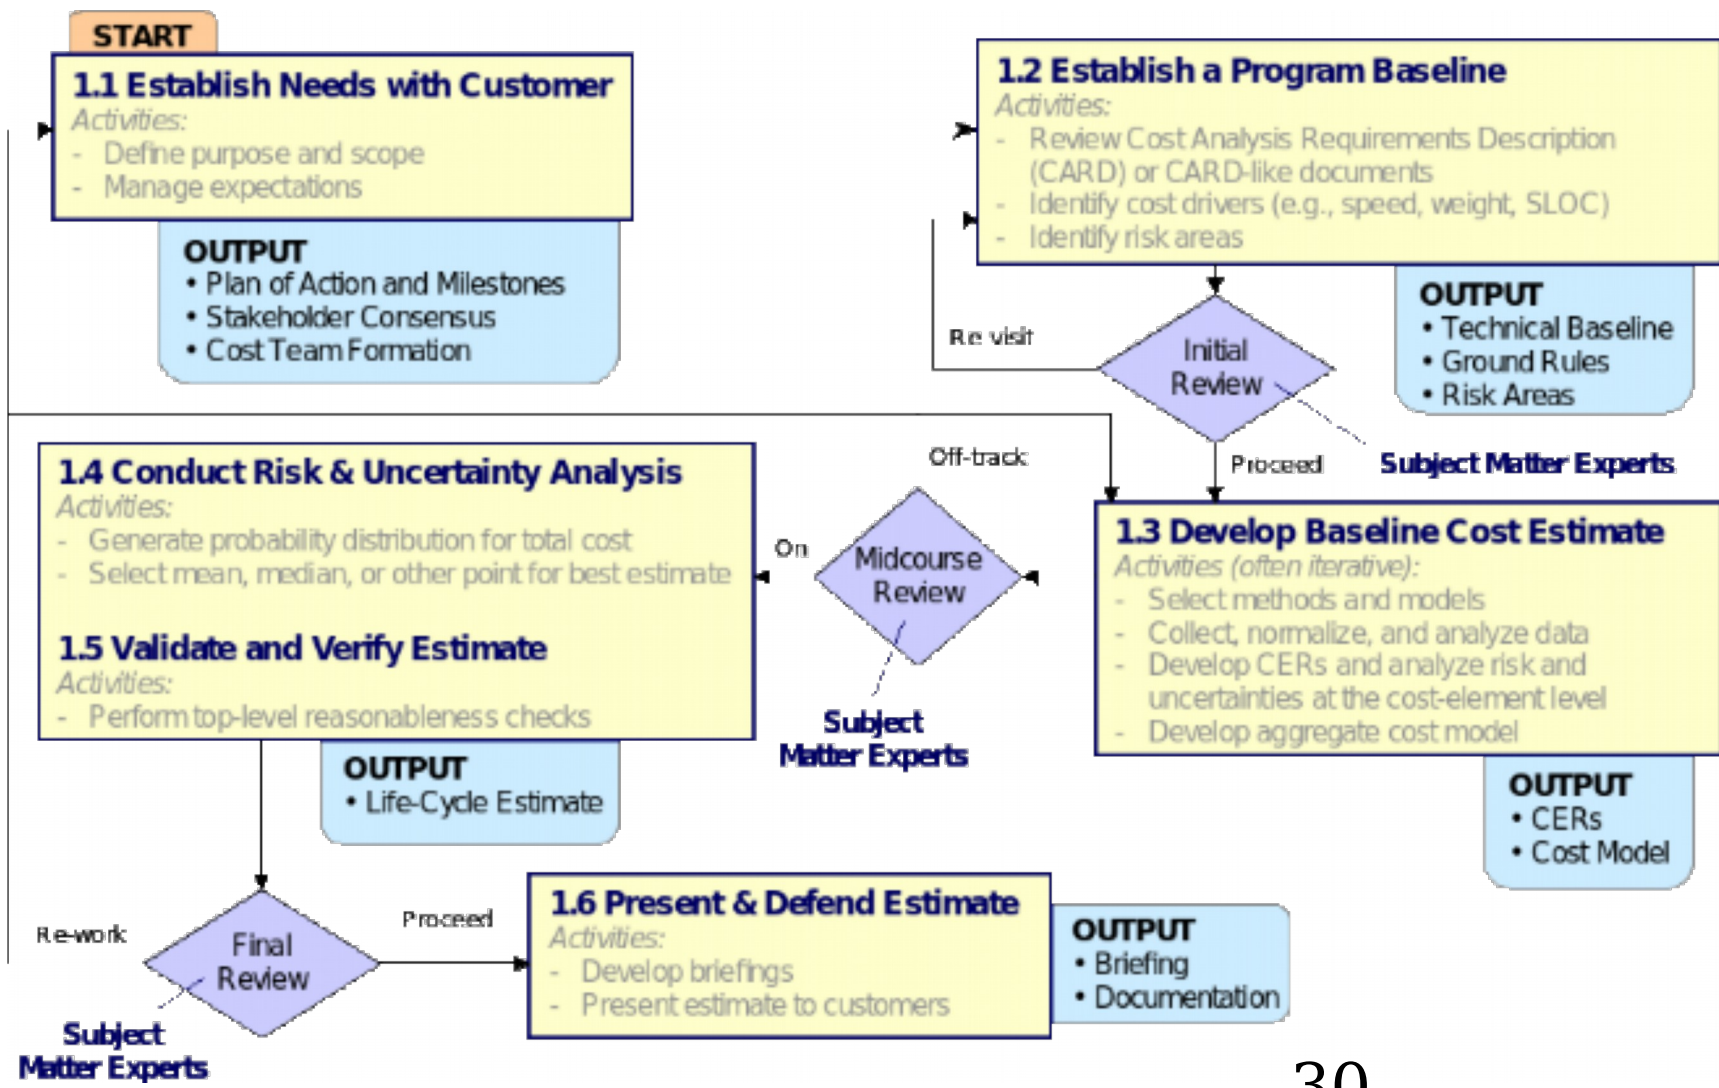 START
1.1 Establish Needs with Customer
Activities:
- Define purpose and scope
- Manage expectations
OUTPUT
• Plan of Action and Milestones
• Stakeholder Consensus
• Cost Team Formation
1.2 Establish a Program Baseline
Activities:
- Review Cost Analysis Requirements Description
(CARD) or CARD-like documents
- Identify cost drivers (e.g., speed, weight, SLOC)
- Identify risk areas
OUTPUT
• Technical Baseline
• Ground Rules
• Risk Areas
Re visit
Initial
Review
Proceed
Subject Matter Experts
1.3 Develop Baseline Cost Estimate
Activities (often iterative):
- Select methods and models
- Collect, normalize, and analyze data
- Develop CERs and analyze risk and
uncertainties at the cost-element level
- Develop aggregate cost model
OUTPUT
• CERs
• Cost Model
Off-track
Midcourse
Review
On
Subject
Matter Experts
1.4 Conduct Risk & Uncertainty Analysis
Activities:
- Generate probability distribution for total cost
- Select mean, median, or other point for best estimate
1.5 Validate and Verify Estimate
Activities:
- Perform top-level reasonableness checks
OUTPUT
• Life-Cycle Estimate
Re-work
Final
Review
Proceed
Subject
Matter Experts
1.6 Present & Defend Estimate
Activities:
- Develop briefings
- Present estimate to customers
OUTPUT
• Briefing
• Documentation
30